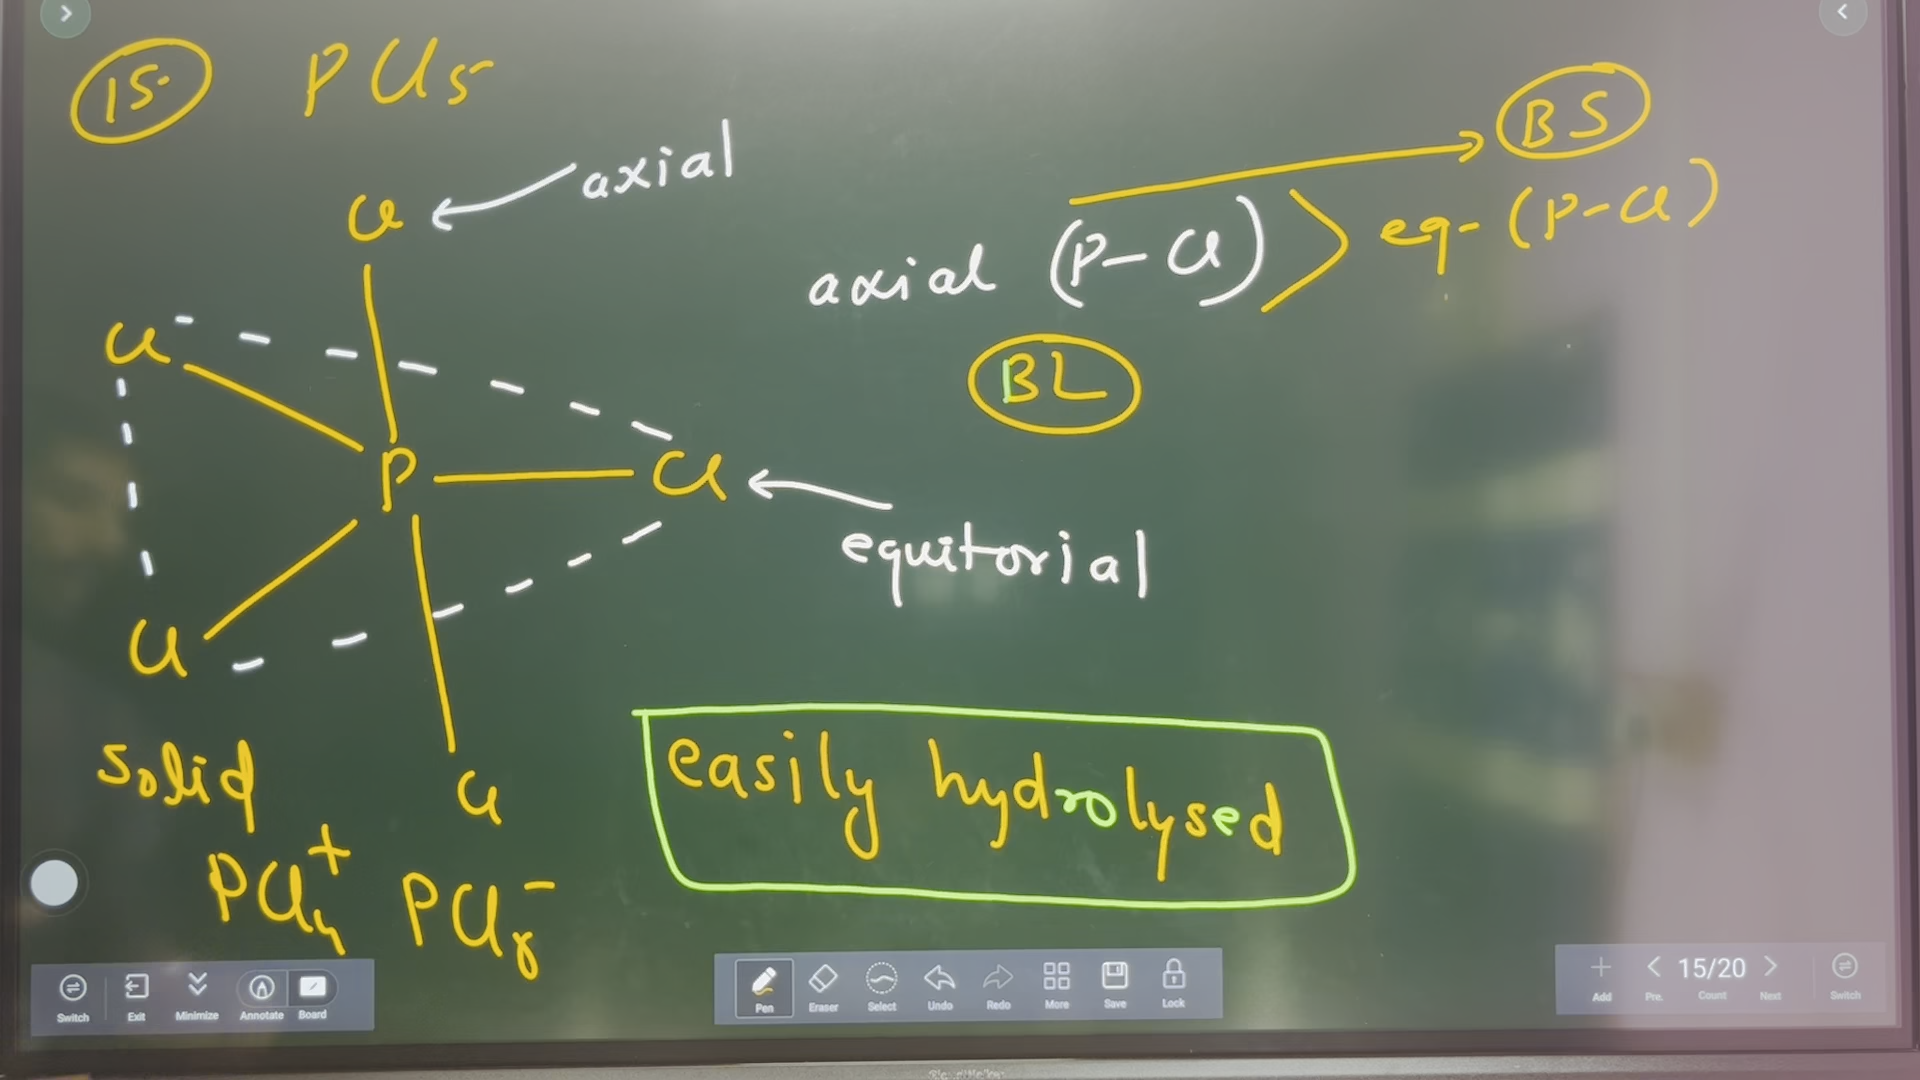 15. PCl5
axial
Cl
BS
axial (P-Cl) > eq- (P-Cl)
BL
Cl
P Cl
equitorial
Cl
Cl
easily hydrolysed
solid
PCl4+ PCl6-
Switch Exit Minimize Annotate Board
Pen Eraser Select Undo Redo More Save Lock
15/20
Add Pre. Count Next Switch